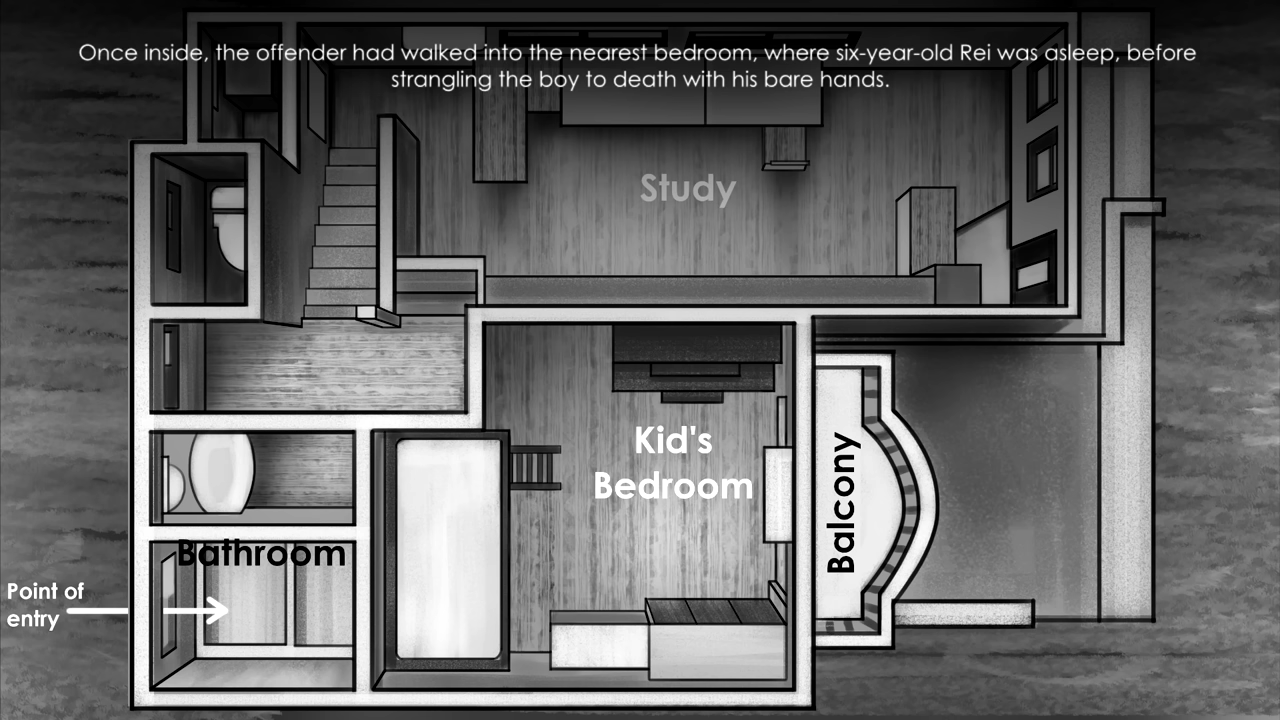 Once inside, the offender had walked into the nearest bedroom, where six-year-old Rei was asleep, before
strangling the boy to death with his bare hands.
Study
Kid's
Bedroom
Balcony
Bathroom
Point of
entry